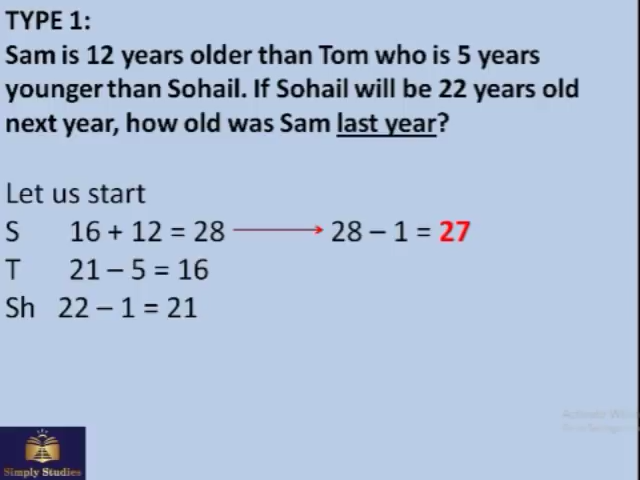 TYPE 1:
Sam is 12 years older than Tom who is 5 years
younger than Sohail. If Sohail will be 22 years old
next year, how old was Sam last year?
Let us start
S 16 + 12 = 28 28 – 1 = 27
T 21 – 5 = 16
Sh 22 – 1 = 21
Simply Studies